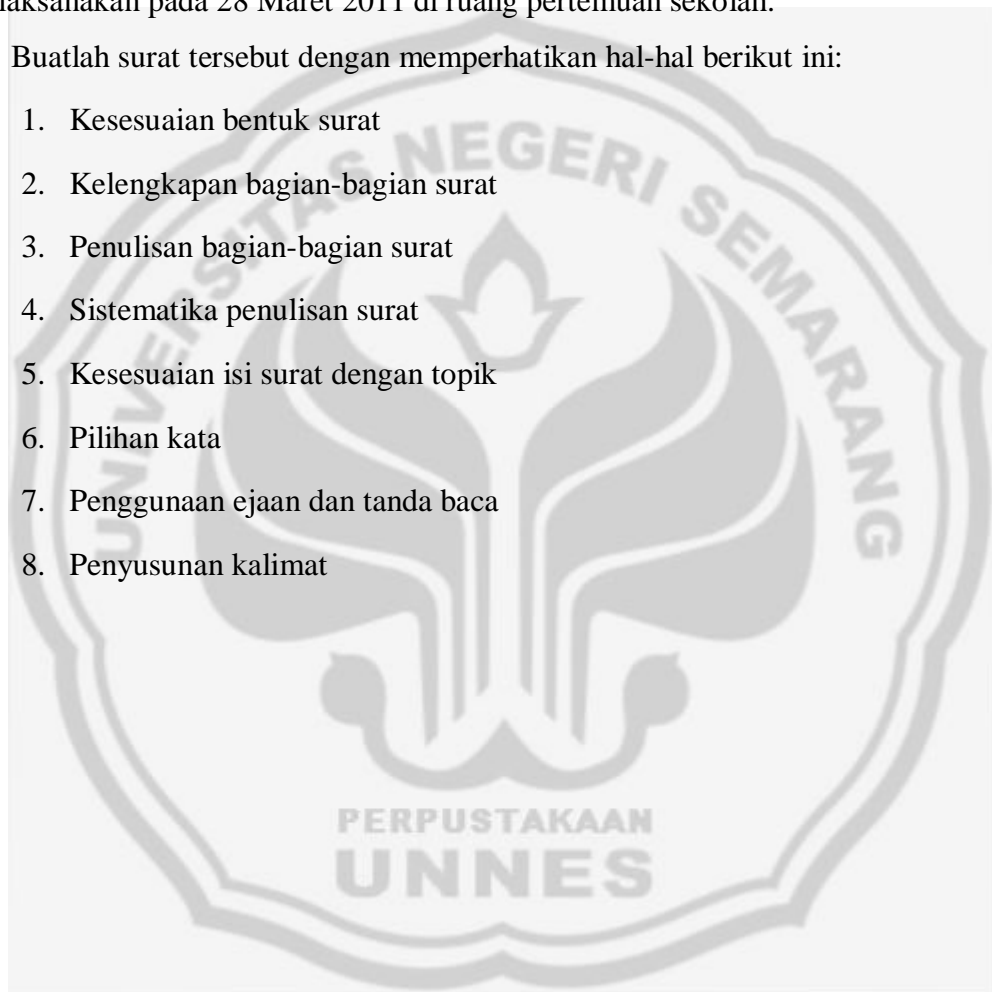 pada 28 Maret 2011 di ruang pertemuan sekolah.
Buatlah surat tersebut dengan memperhatikan hal-hal berikut ini:
1. Kesesuaian bentuk surat
2. Kelengkapan bagian-bagian surat
3. Penulisan bagian-bagian surat
4. Sistematika penulisan surat
5. Kesesuaian isi surat dengan topik
6. Pilihan kata
7. Penggunaan ejaan dan tanda baca
8. Penyusunan kalimat
UNIVERSITAS NEGERI SEMARANG
PERPUSTAKAAN
UNNES